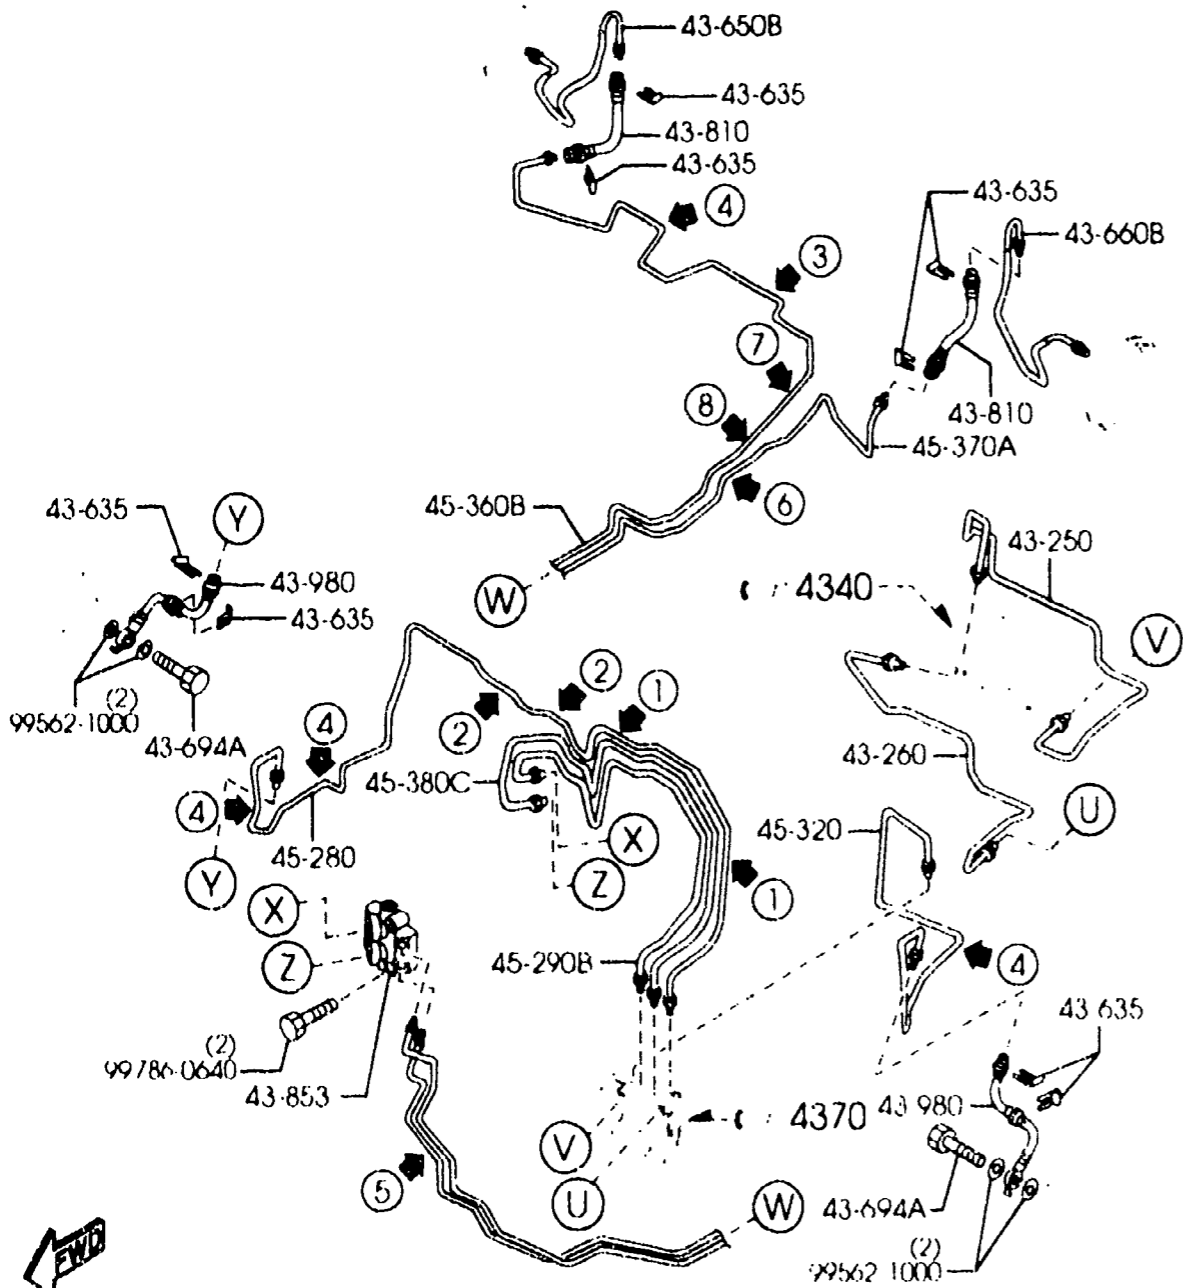 43-650B
43-635
43-810
43-635
4
43-635
43-660B
3
7
8
43-810
45-370A
6
45-360B
W
43-635
Y
43-980
43-635
(2)
99562-1000
43-694A
4340
43-250
V
2
1
2
4
45-380C
43-260
4
U
45-280
45-320
X
Z
Y
1
X
Z
45-290B
4
43-635
(2)
99786-0640
43-853
4370
43-980
V
5
U
W
43-694A
(2)
99562-1000
FWD